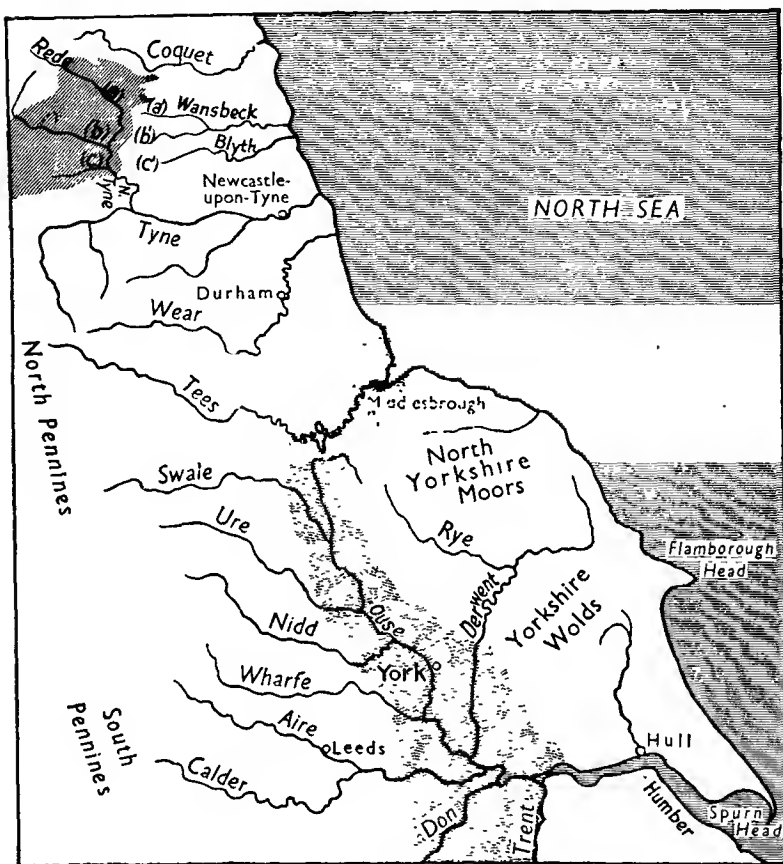 Coquet
Rede
(a)
(a)
Wansbeck
(b)
(b)
Blyth
(c)
(c)
N.
Tyne
Newcastle-
upon-Tyne
NORTH SEA
Tyne
Durham
Wear
North Pennines
Tees
North
Yorkshire
Moors
Swale
Ure
Rye
Flamborough
Head
Ouse
Derwent
Yorkshire
Wolds
Nidd
York
Wharfe
South
Pennines
Aire
Leeds
Hull
Calder
Don
Trent
Humber
Spurn
Head